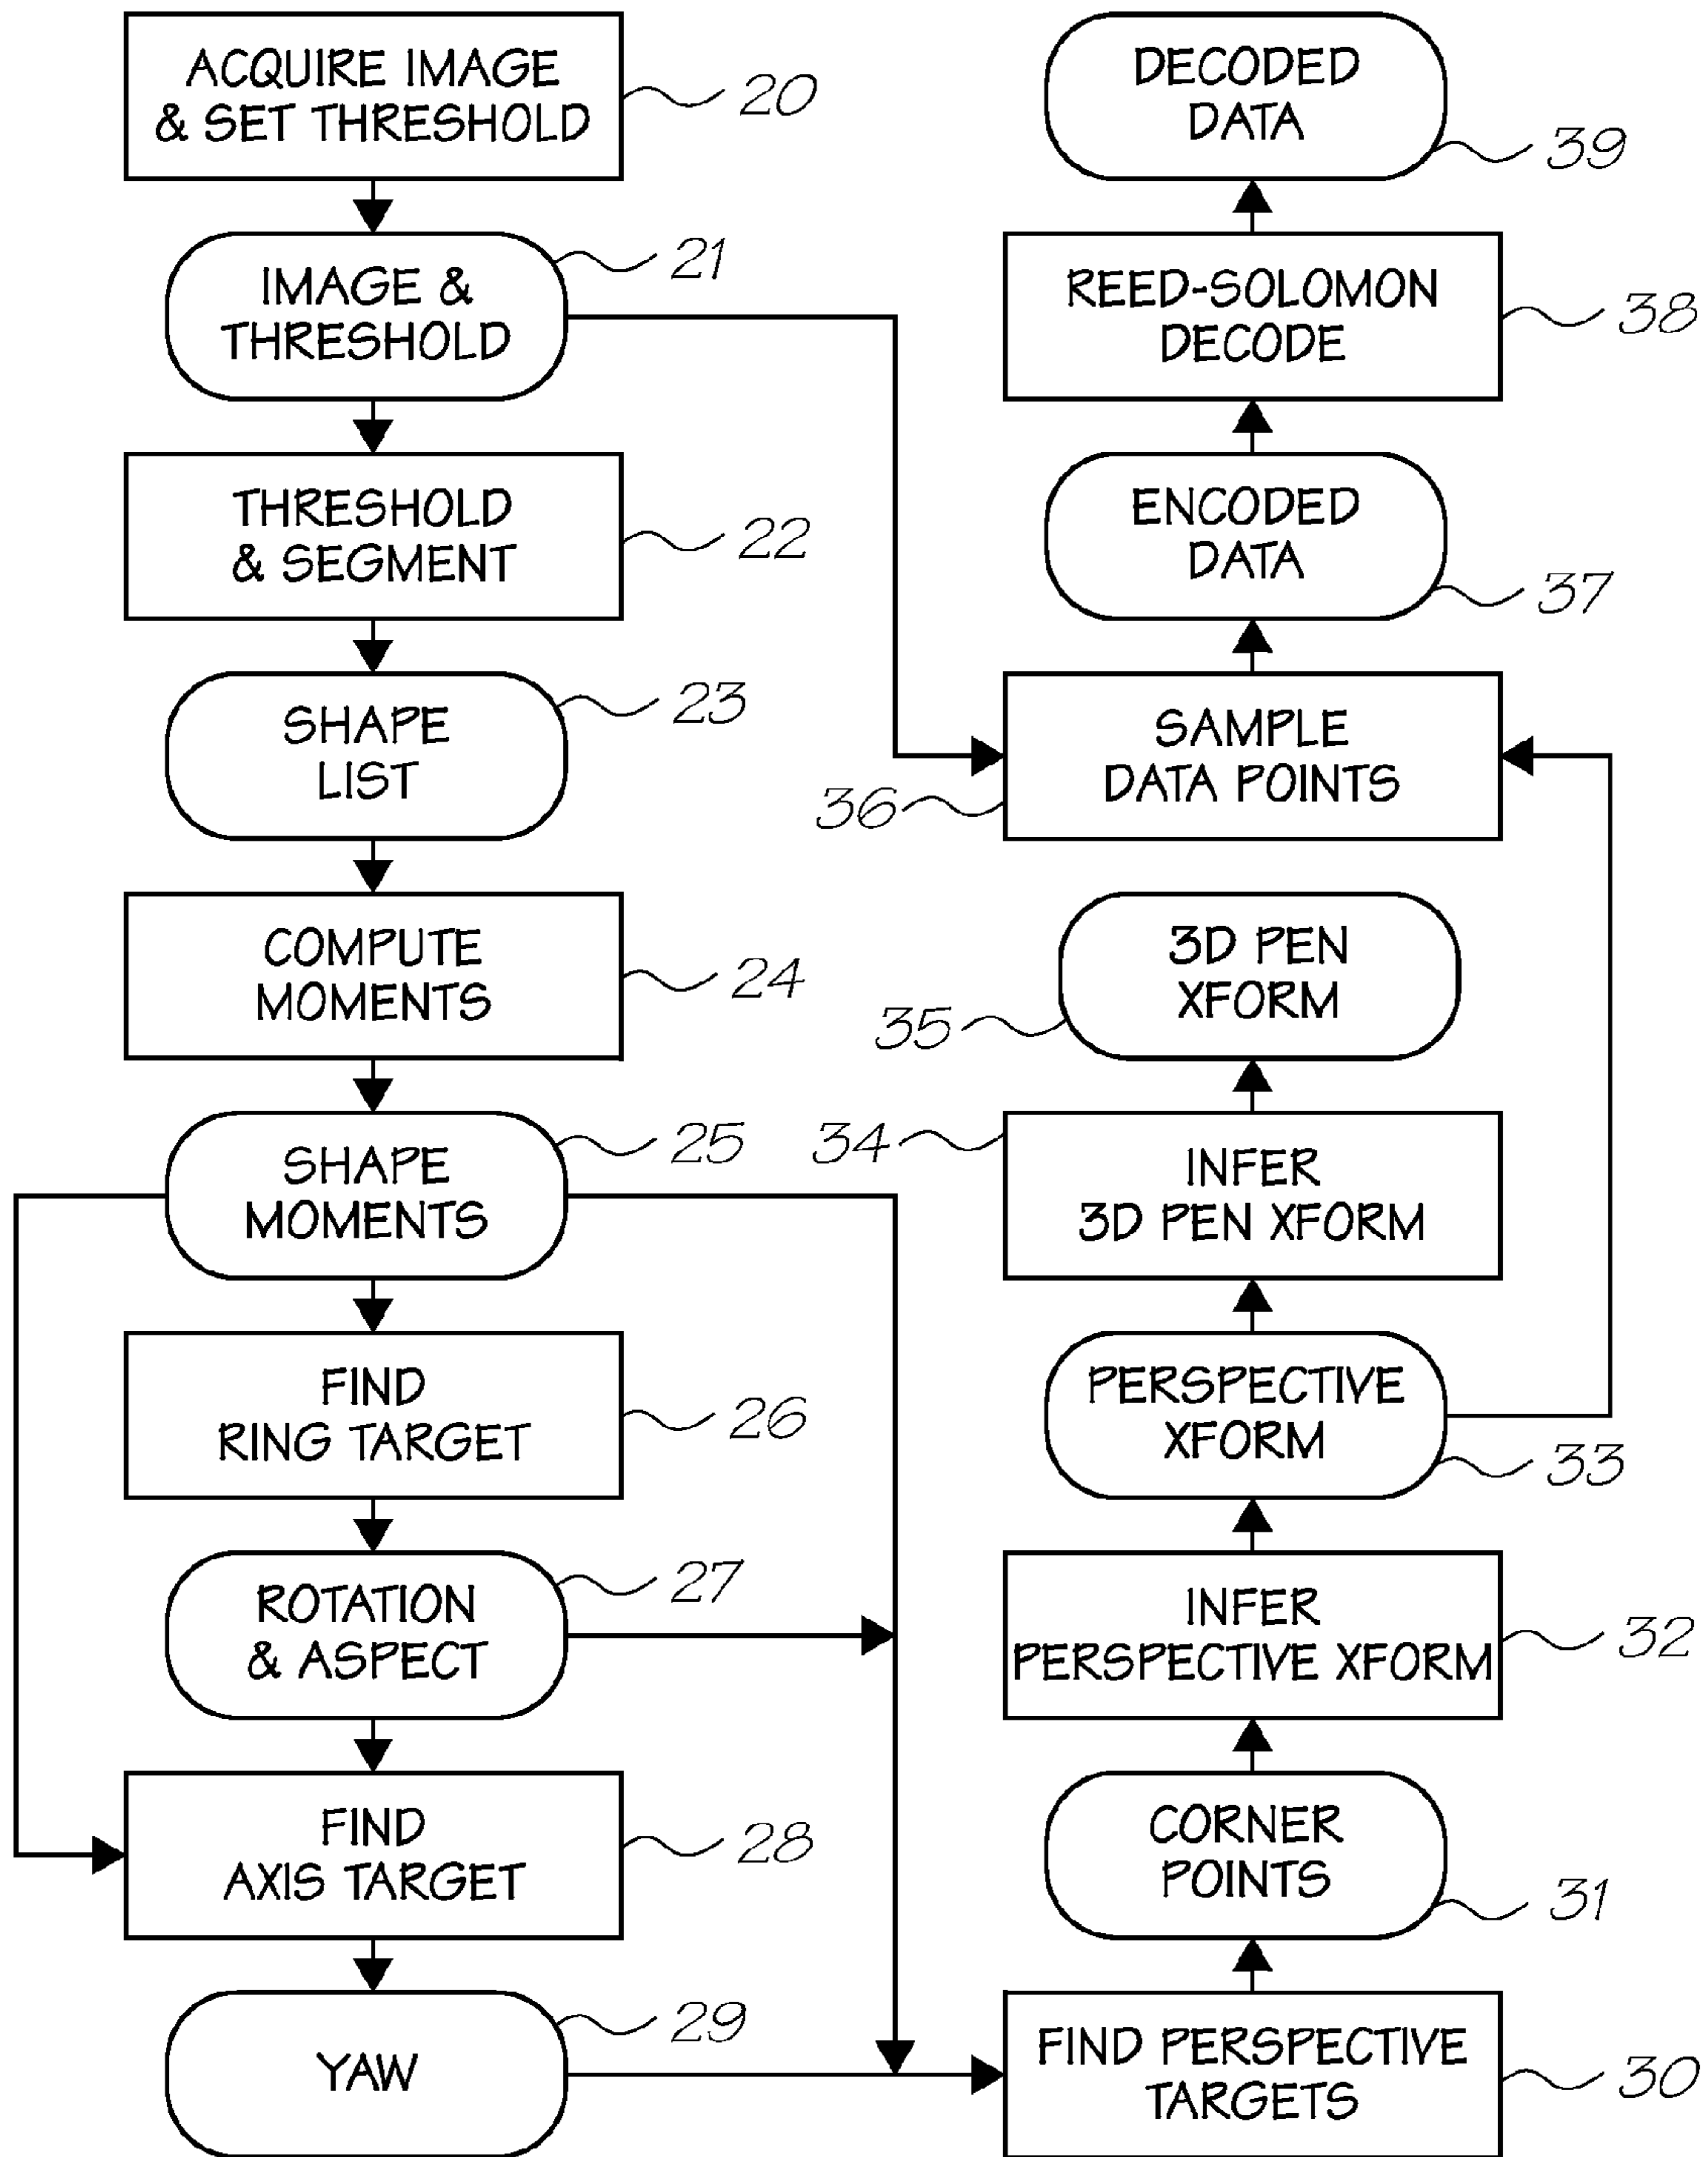 ACQUIRE IMAGE
& SET THRESHOLD
20
IMAGE &
THRESHOLD
21
THRESHOLD
& SEGMENT
22
SHAPE
LIST
23
COMPUTE
MOMENTS
24
SHAPE
MOMENTS
25
FIND
RING TARGET
26
ROTATION
& ASPECT
27
FIND
AXIS TARGET
28
YAW
29
DECODED
DATA
39
REED-SOLOMON
DECODE
38
ENCODED
DATA
37
SAMPLE
DATA POINTS
36
3D PEN
XFORM
35
INFER
3D PEN XFORM
34
PERSPECTIVE
XFORM
33
INFER
PERSPECTIVE XFORM
32
CORNER
POINTS
31
FIND PERSPECTIVE
TARGETS
30